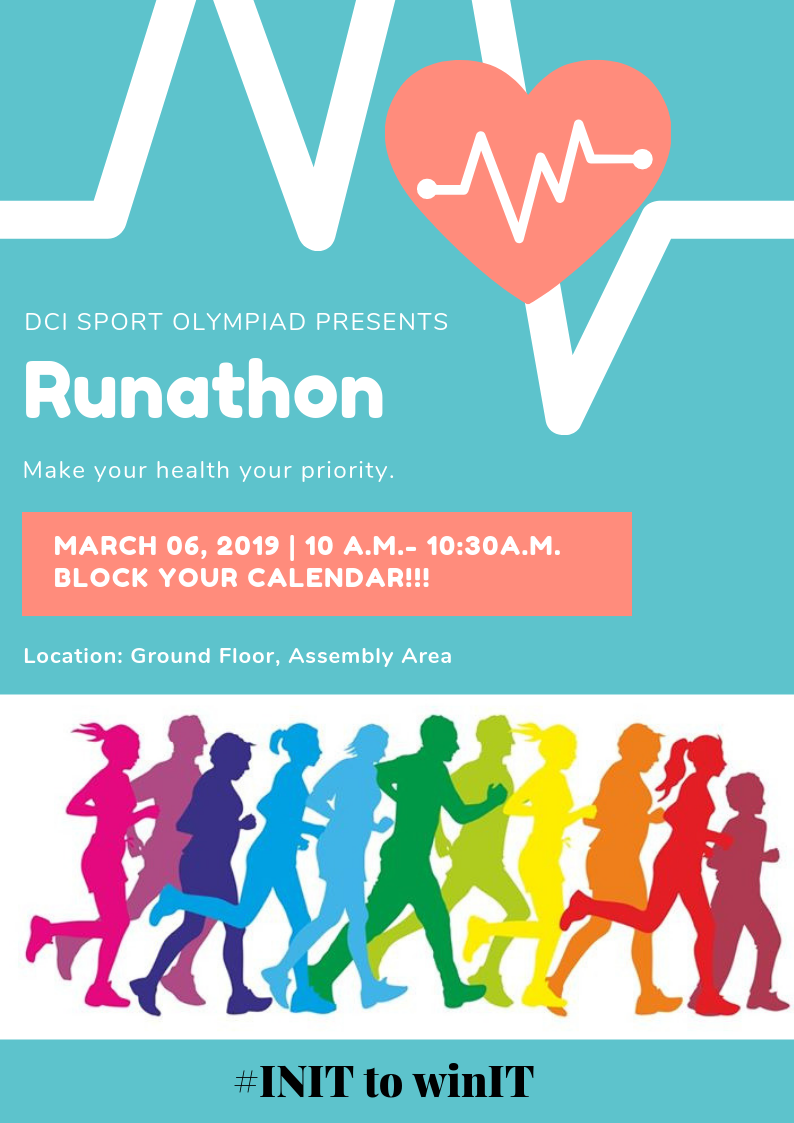 DCI SPORT OLYMPIAD PRESENTS
Runathon
Make your health your priority.
MARCH 06, 2019 | 10 A.M.- 10:30A.M.
BLOCK YOUR CALENDAR!!!
Location: Ground Floor, Assembly Area
#INIT to winIT